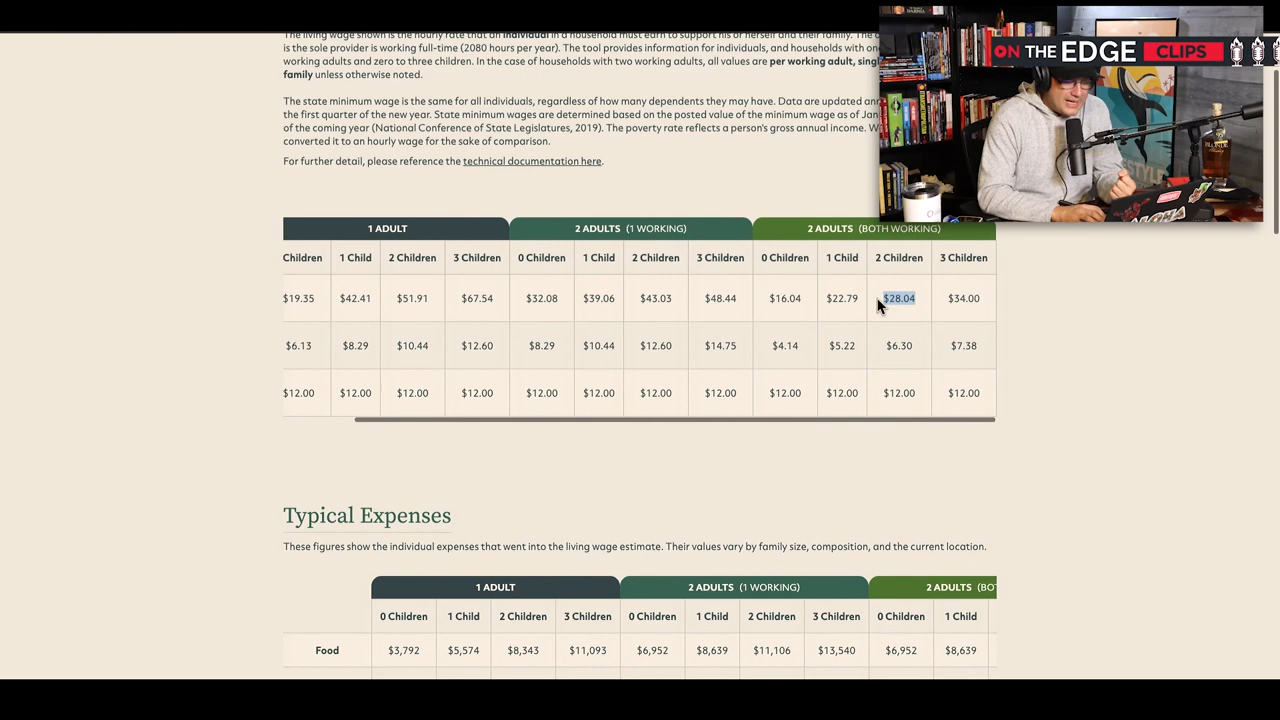 The living wage shown is the hourly rate that an individual in a household must earn to support his or herself and their family. The
is the sole provider is working full-time (2080 hours per year). The tool provides information for individuals, and households with one
working adults and zero to three children. In the case of households with two working adults, all values are per working adult,
family unless otherwise noted.
The state minimum wage is the same for all individuals, regardless of how many dependents they may have. Data are updated
the first quarter of the new year. State minimum wages are determined based on the posted value of the minimum wage as of
of the coming year (National Conference of State Legislatures, 2019). The poverty rate reflects a person's gross annual income.
converted it to an hourly wage for the sake of comparison.
For further detail, please reference the technical documentation here.
ON THE EDGE CLIPS
1 ADULT 2 ADULTS (1 WORKING) 2 ADULTS (BOTH WORKING)
Children 1 Child 2 Children 3 Children 0 Children 1 Child 2 Children 3 Children 0 Children 1 Child 2 Children 3 Children
$19.35 $42.41 $51.91 $67.54 $32.08 $39.06 $43.03 $48.44 $16.04 $22.79 $28.04 $34.00
$6.13 $8.29 $10.44 $12.60 $8.29 $10.44 $12.60 $14.75 $4.14 $5.22 $6.30 $7.38
$12.00 $12.00 $12.00 $12.00 $12.00 $12.00 $12.00 $12.00 $12.00 $12.00 $12.00 $12.00
Typical Expenses
These figures show the individual expenses that went into the living wage estimate. Their values vary by family size, composition, and the current location.
1 ADULT 2 ADULTS (1 WORKING) 2 ADULTS
0 Children 1 Child 2 Children 3 Children 0 Children 1 Child 2 Children 3 Children 0 Children 1 Child
Food $3,792 $5,574 $8,343 $11,093 $6,952 $8,639 $11,106 $13,540 $6,952 $8,639